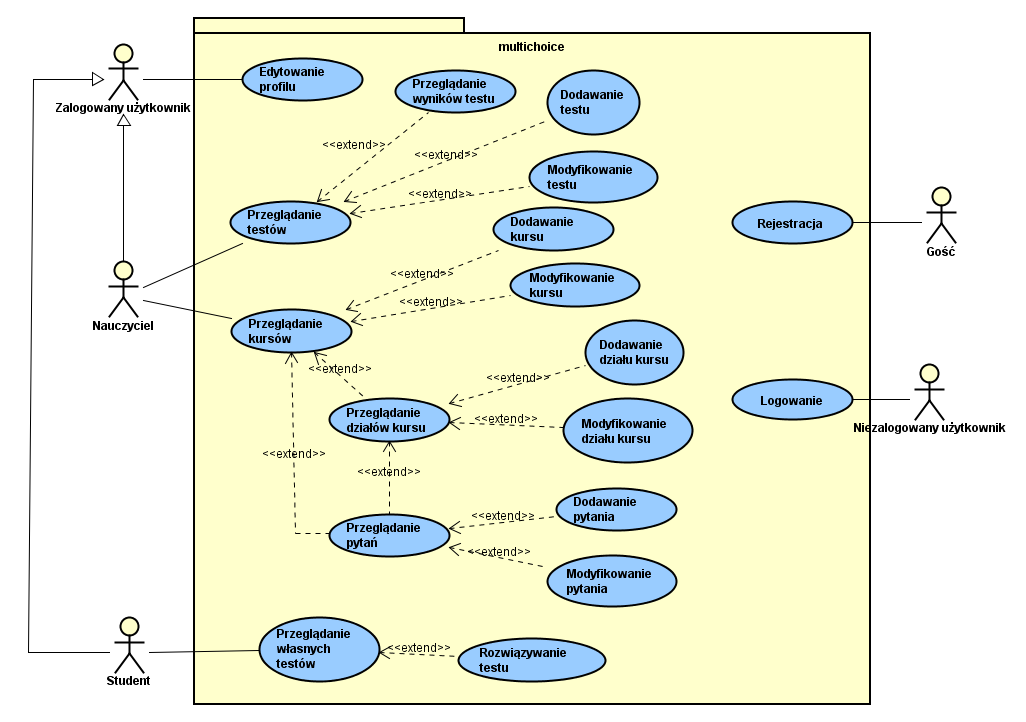 multichoice
Zalogowany użytkownik
Edytowanie
profilu
Przeglądanie
wyników testu
Dodawanie
testu
<<extend>>
<<extend>>
Modyfikowanie
testu
<<extend>>
Przeglądanie
testów
Dodawanie
kursu
Rejestracja
Gość
<<extend>>
Modyfikowanie
kursu
<<extend>>
Nauczyciel
Przeglądanie
kursów
Dodawanie
działu kursu
<<extend>>
<<extend>>
Logowanie
Niezalogowany użytkownik
Przeglądanie
działów kursu
<<extend>>
Modyfikowanie
działu kursu
<<extend>>
<<extend>>
Dodawanie
pytania
<<extend>>
Przeglądanie
pytań
<<extend>>
Modyfikowanie
pytania
Przeglądanie
własnych
testów
<<extend>>
Rozwiązywanie
testu
Student